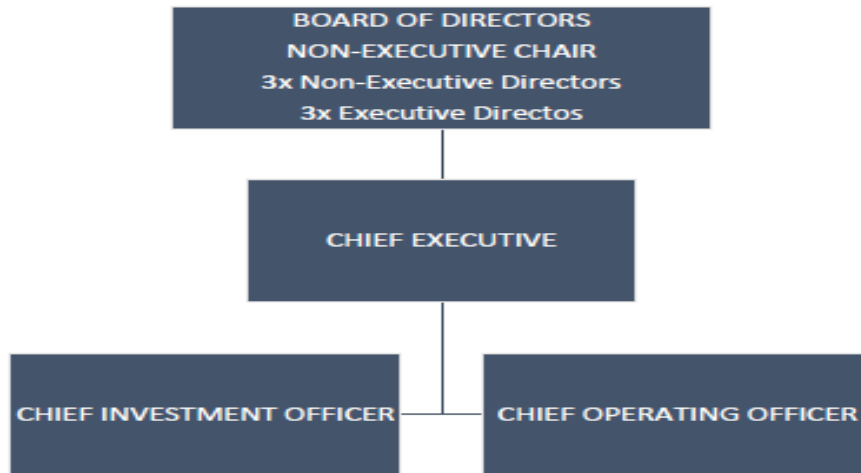 BOARD OF DIRECTORS
NON-EXECUTIVE CHAIR
3x Non-Executive Directors
3x Executive Directos
CHIEF EXECUTIVE
CHIEF INVESTMENT OFFICER
CHIEF OPERATING OFFICER